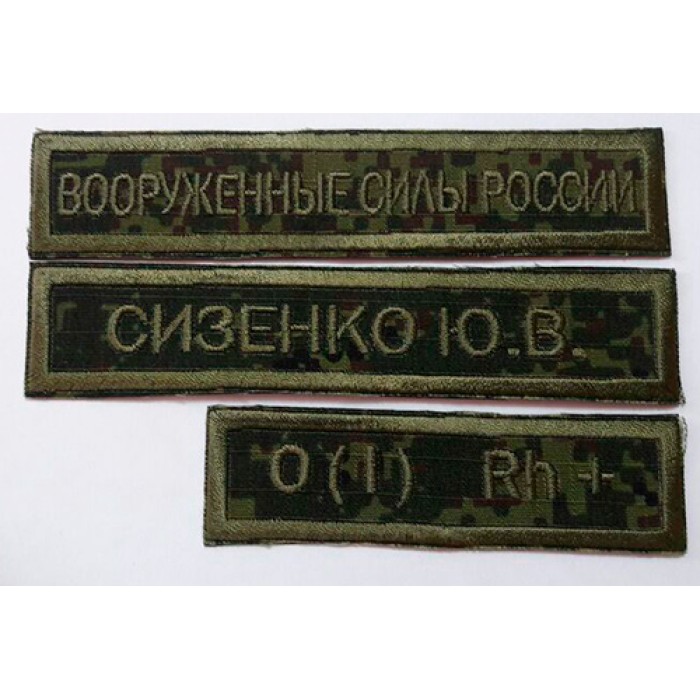 ВООРУЖЕННЫЕ СИЛЫ РОССИИ
СИЗЕНКО Ю.В.
O(I) Rh+